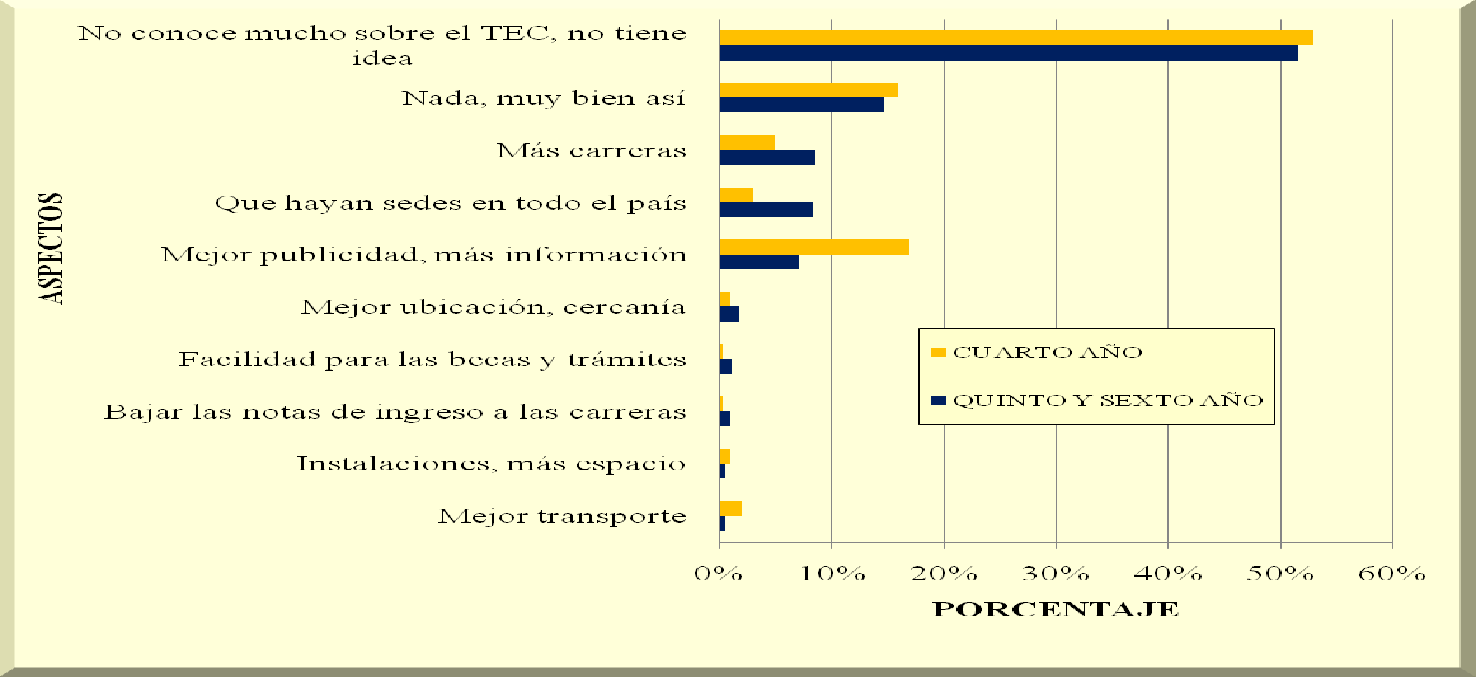 No conoce mucho sobre el TEC, no tiene
idea
Nada, muy bien así
Más carreras
Que hayan sedes en todo el país
Mejor publicidad, más información
Mejor ubicación, cercanía
Facilidad para las becas y trámites
Bajar las notas de ingreso a las carreras
Instalaciones, más espacio
Mejor transporte
ASPECTOS
CUARTO AÑO
QUINTO Y SEXTO AÑO
0% 10% 20% 30% 40% 50% 60%
PORCENTAJE